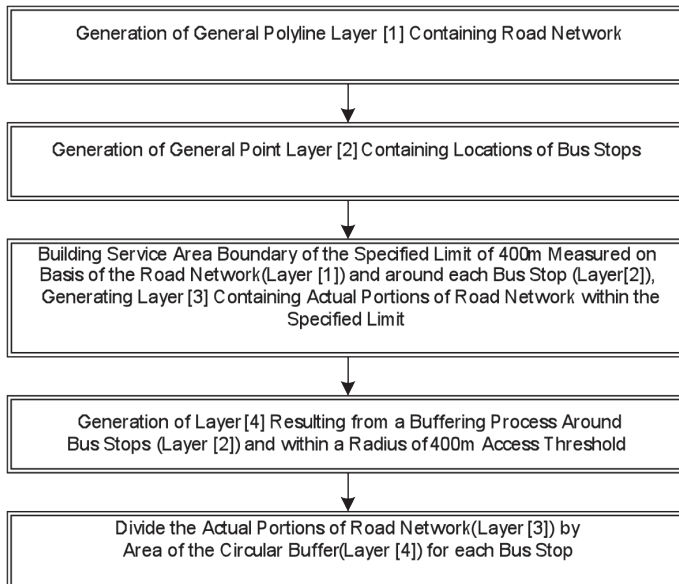 Generation of General Polyline Layer [1] Containing Road Network
Generation of General Point Layer [2] Containing Locations of Bus Stops
Building Service Area Boundary of the Specified Limit of 400m Measured on
Basis of the Road Network(Layer [1]) and around each Bus Stop (Layer[2]),
Generating Layer [3] Containing Actual Portions of Road Network within the
Specified Limit
Generation of Layer [4] Resulting from a Buffering Process Around
Bus Stops (Layer [2]) and within a Radius of 400m Access Threshold
Divide the Actual Portions of Road Network(Layer [3]) by
Area of the Circular Buffer(Layer [4]) for each Bus Stop